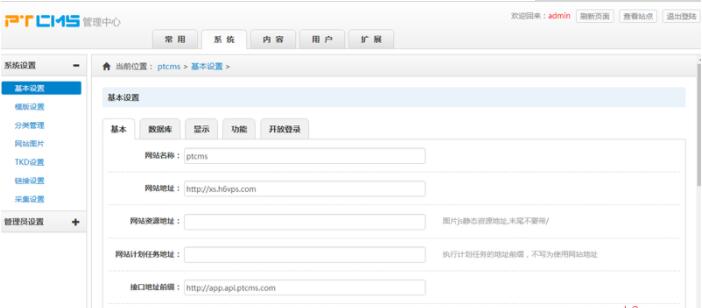 PTCMS 管理中心
欢迎回来：admin 刷新页面 查看站点 退出登陆
常用 系统 内容 用户 扩展
系统设置
基本设置
模版设置
分类管理
网站图片
TKD设置
链接设置
采集设置
管理员设置
当前位置： ptcms > 基本设置 >
基本设置
基本 数据库 显示 功能 开放登录
网站名称： ptcms
网站地址： http://xs.h6vps.com
网站资源地址： 图片js静态资源地址,末尾不要带/
网站计划任务地址： 执行计划任务的地址前缀，不写为使用网站地址
接口地址前缀： http://app.api.ptcms.com